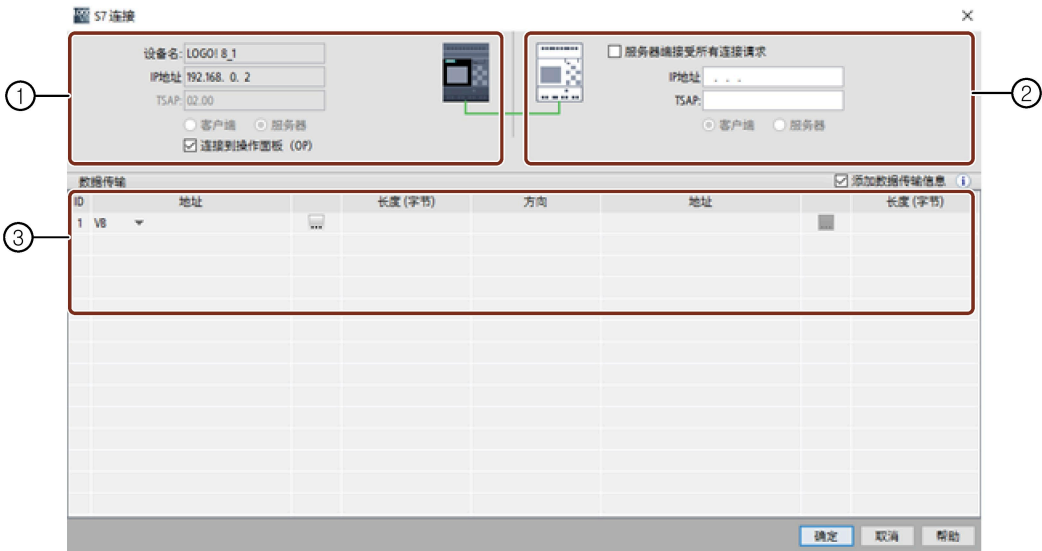 S7 连接
设备名: LOGO! 8_1
IP地址 192.168. 0. 2
TSAP: 02.00
客户端 服务器
连接到操作面板 (OP)
服务器端接受所有连接请求
IP地址 . . .
TSAP:
客户端 服务器
①
②
数据传输 添加数据传输信息
ID 地址 长度 (字节) 方向 地址 长度 (字节)
1 VB
③
确定 取消 帮助